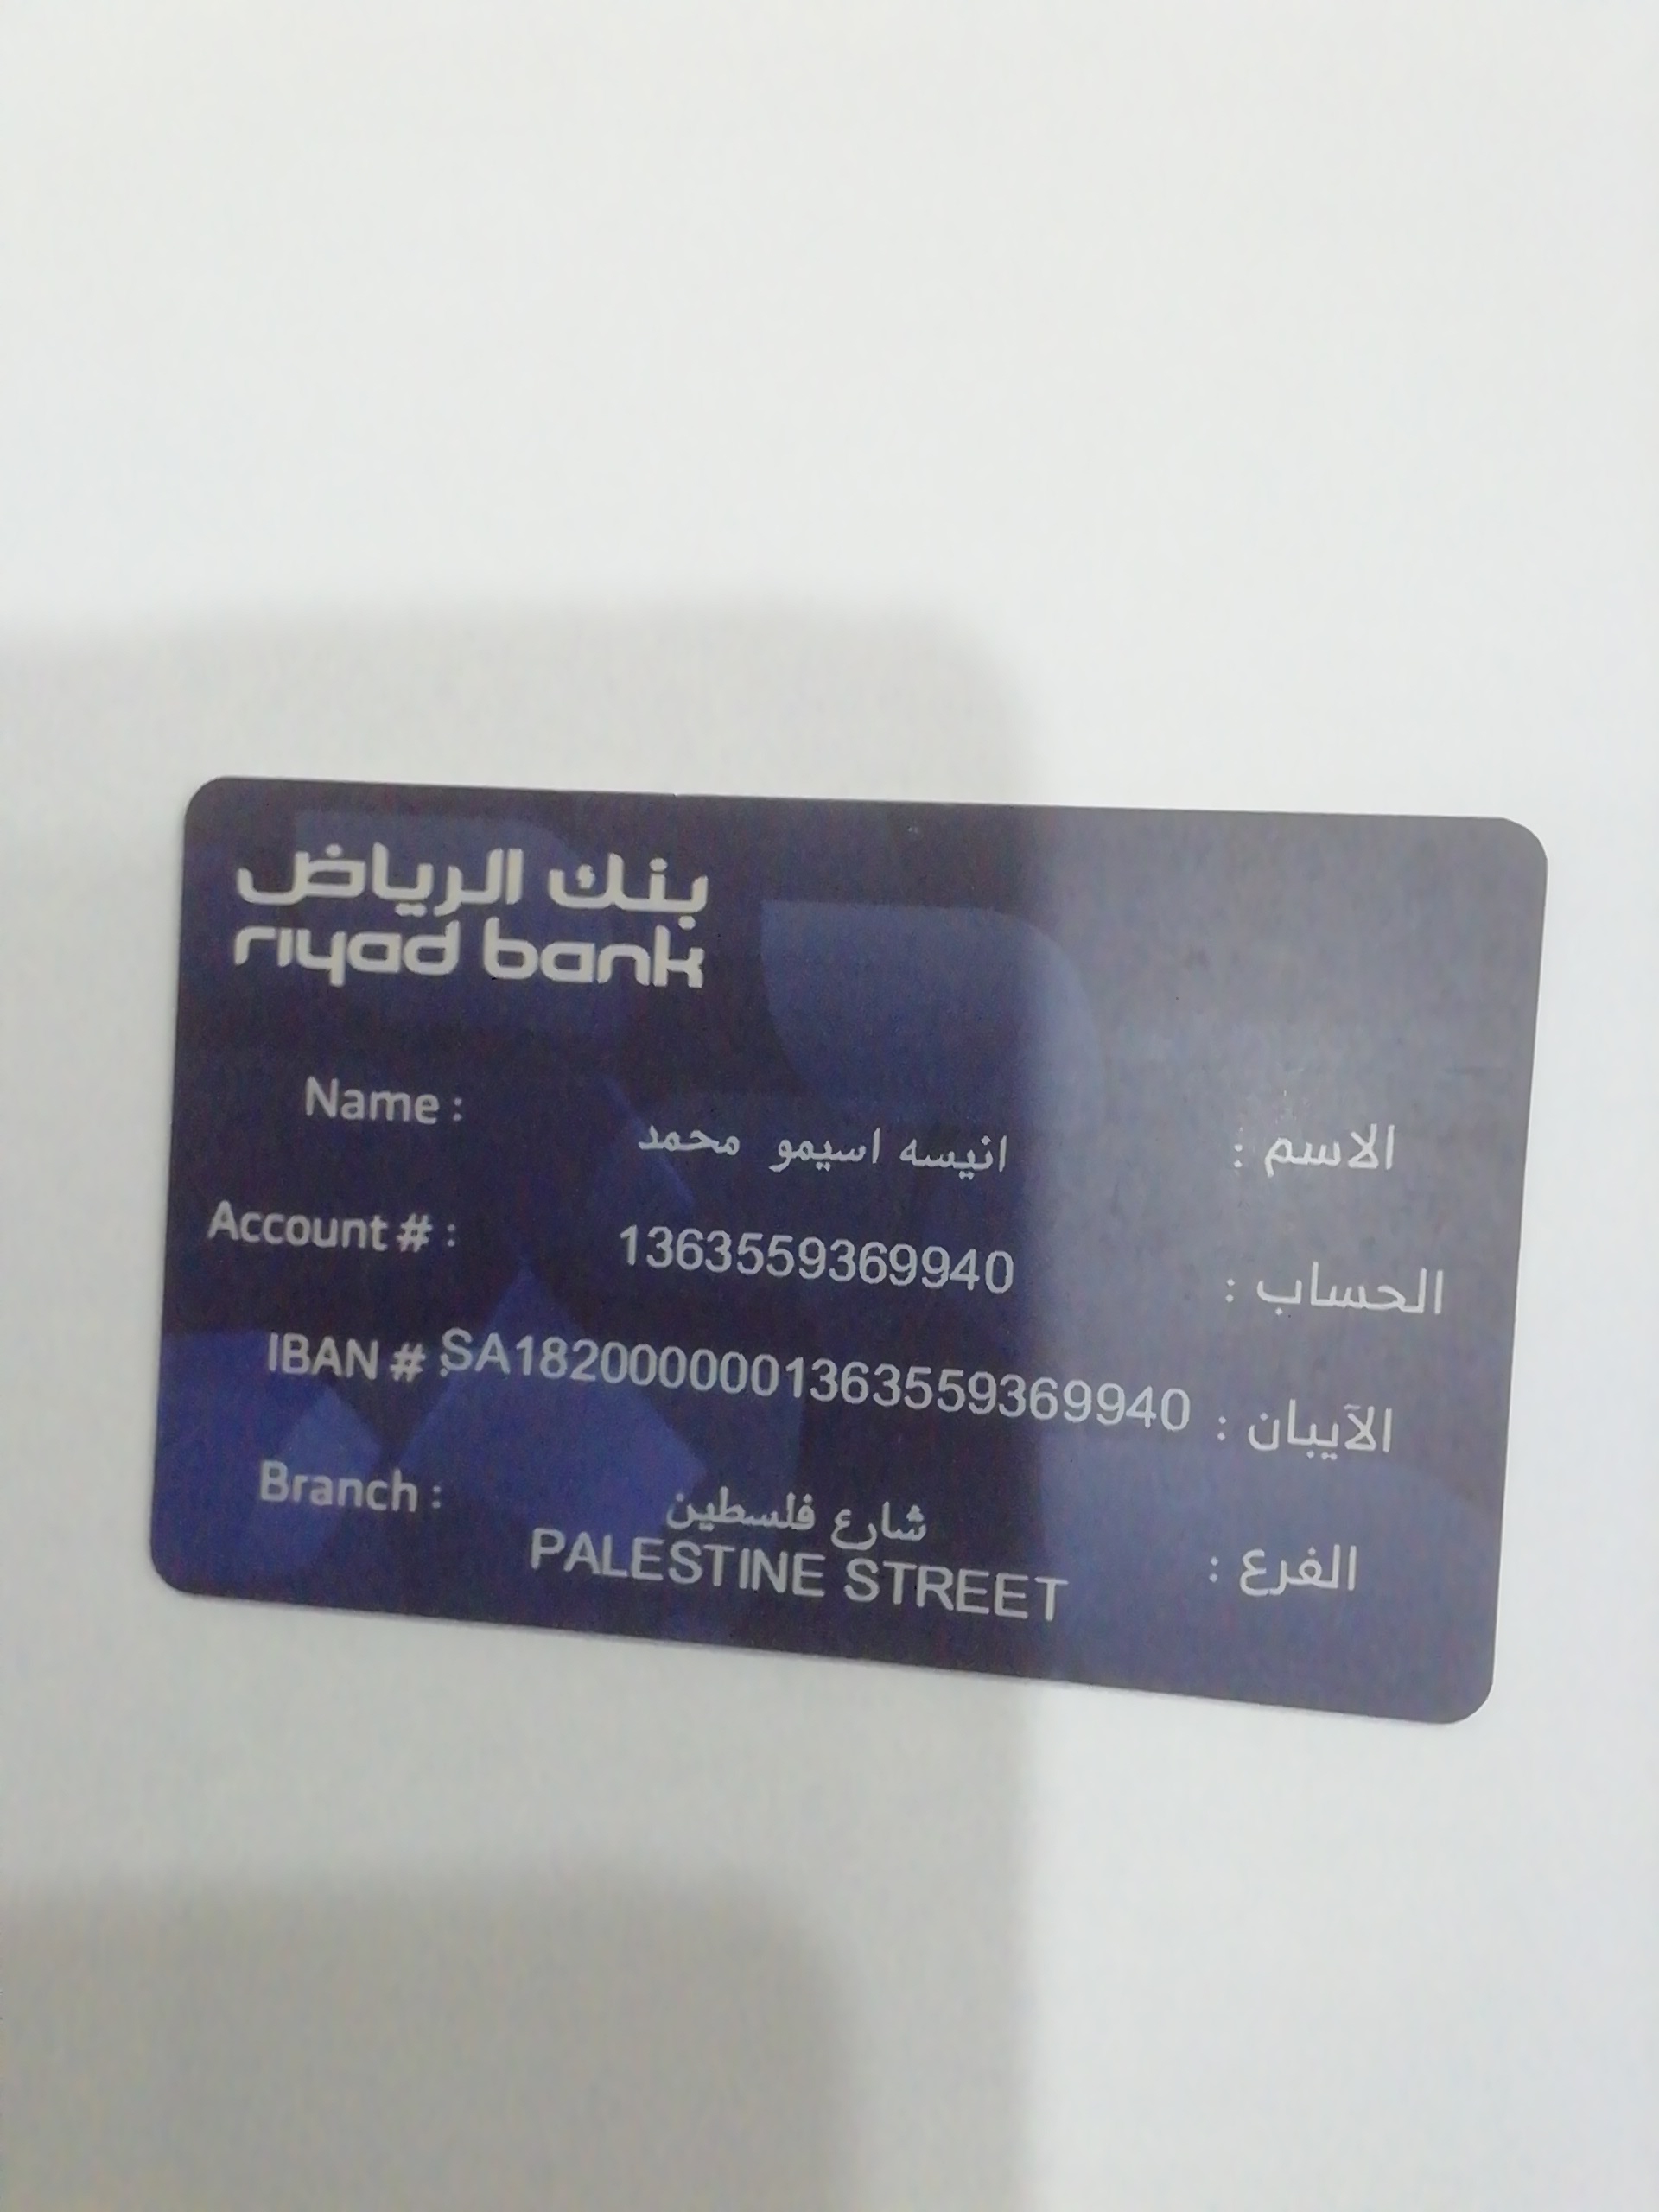 بنك الرياض
riyad bank
Name : انيسه اسيمو محمد الاسم :
Account # : 1363559369940 الحساب :
IBAN # : SA1820000001363559369940 الآيبان :
Branch : شارع فلسطين الفرع :
PALESTINE STREET